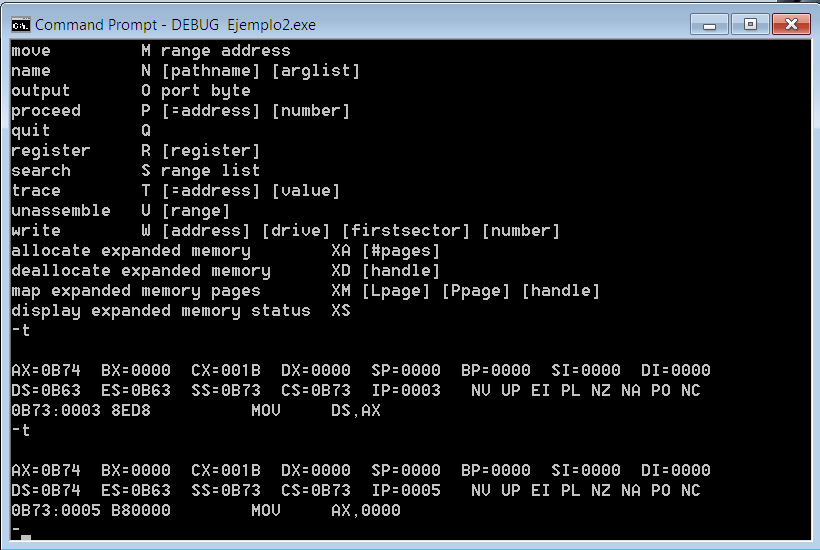 Command Prompt - DEBUG Ejemplo2.exe
move         M range address
name         N [pathname] [arglist]
output       O port byte
proceed      P [=address] [number]
quit         Q
register     R [register]
search       S range list
trace        T [=address] [value]
unassemble   U [range]
write        W [address] [drive] [firstsector] [number]
allocate expanded memory        XA [#pages]
deallocate expanded memory      XD [handle]
map expanded memory pages       XM [Lpage] [Ppage] [handle]
display expanded memory status  XS
-t
AX=0B74  BX=0000  CX=001B  DX=0000  SP=0000  BP=0000  SI=0000  DI=0000
DS=0B63  ES=0B63  SS=0B73  CS=0B73  IP=0003   NV UP EI PL NZ NA PO NC
0B73:0003 8ED8          MOV     DS,AX
-t
AX=0B74  BX=0000  CX=001B  DX=0000  SP=0000  BP=0000  SI=0000  DI=0000
DS=0B74  ES=0B63  SS=0B73  CS=0B73  IP=0005   NV UP EI PL NZ NA PO NC
0B73:0005 B80000        MOV     AX,0000
-